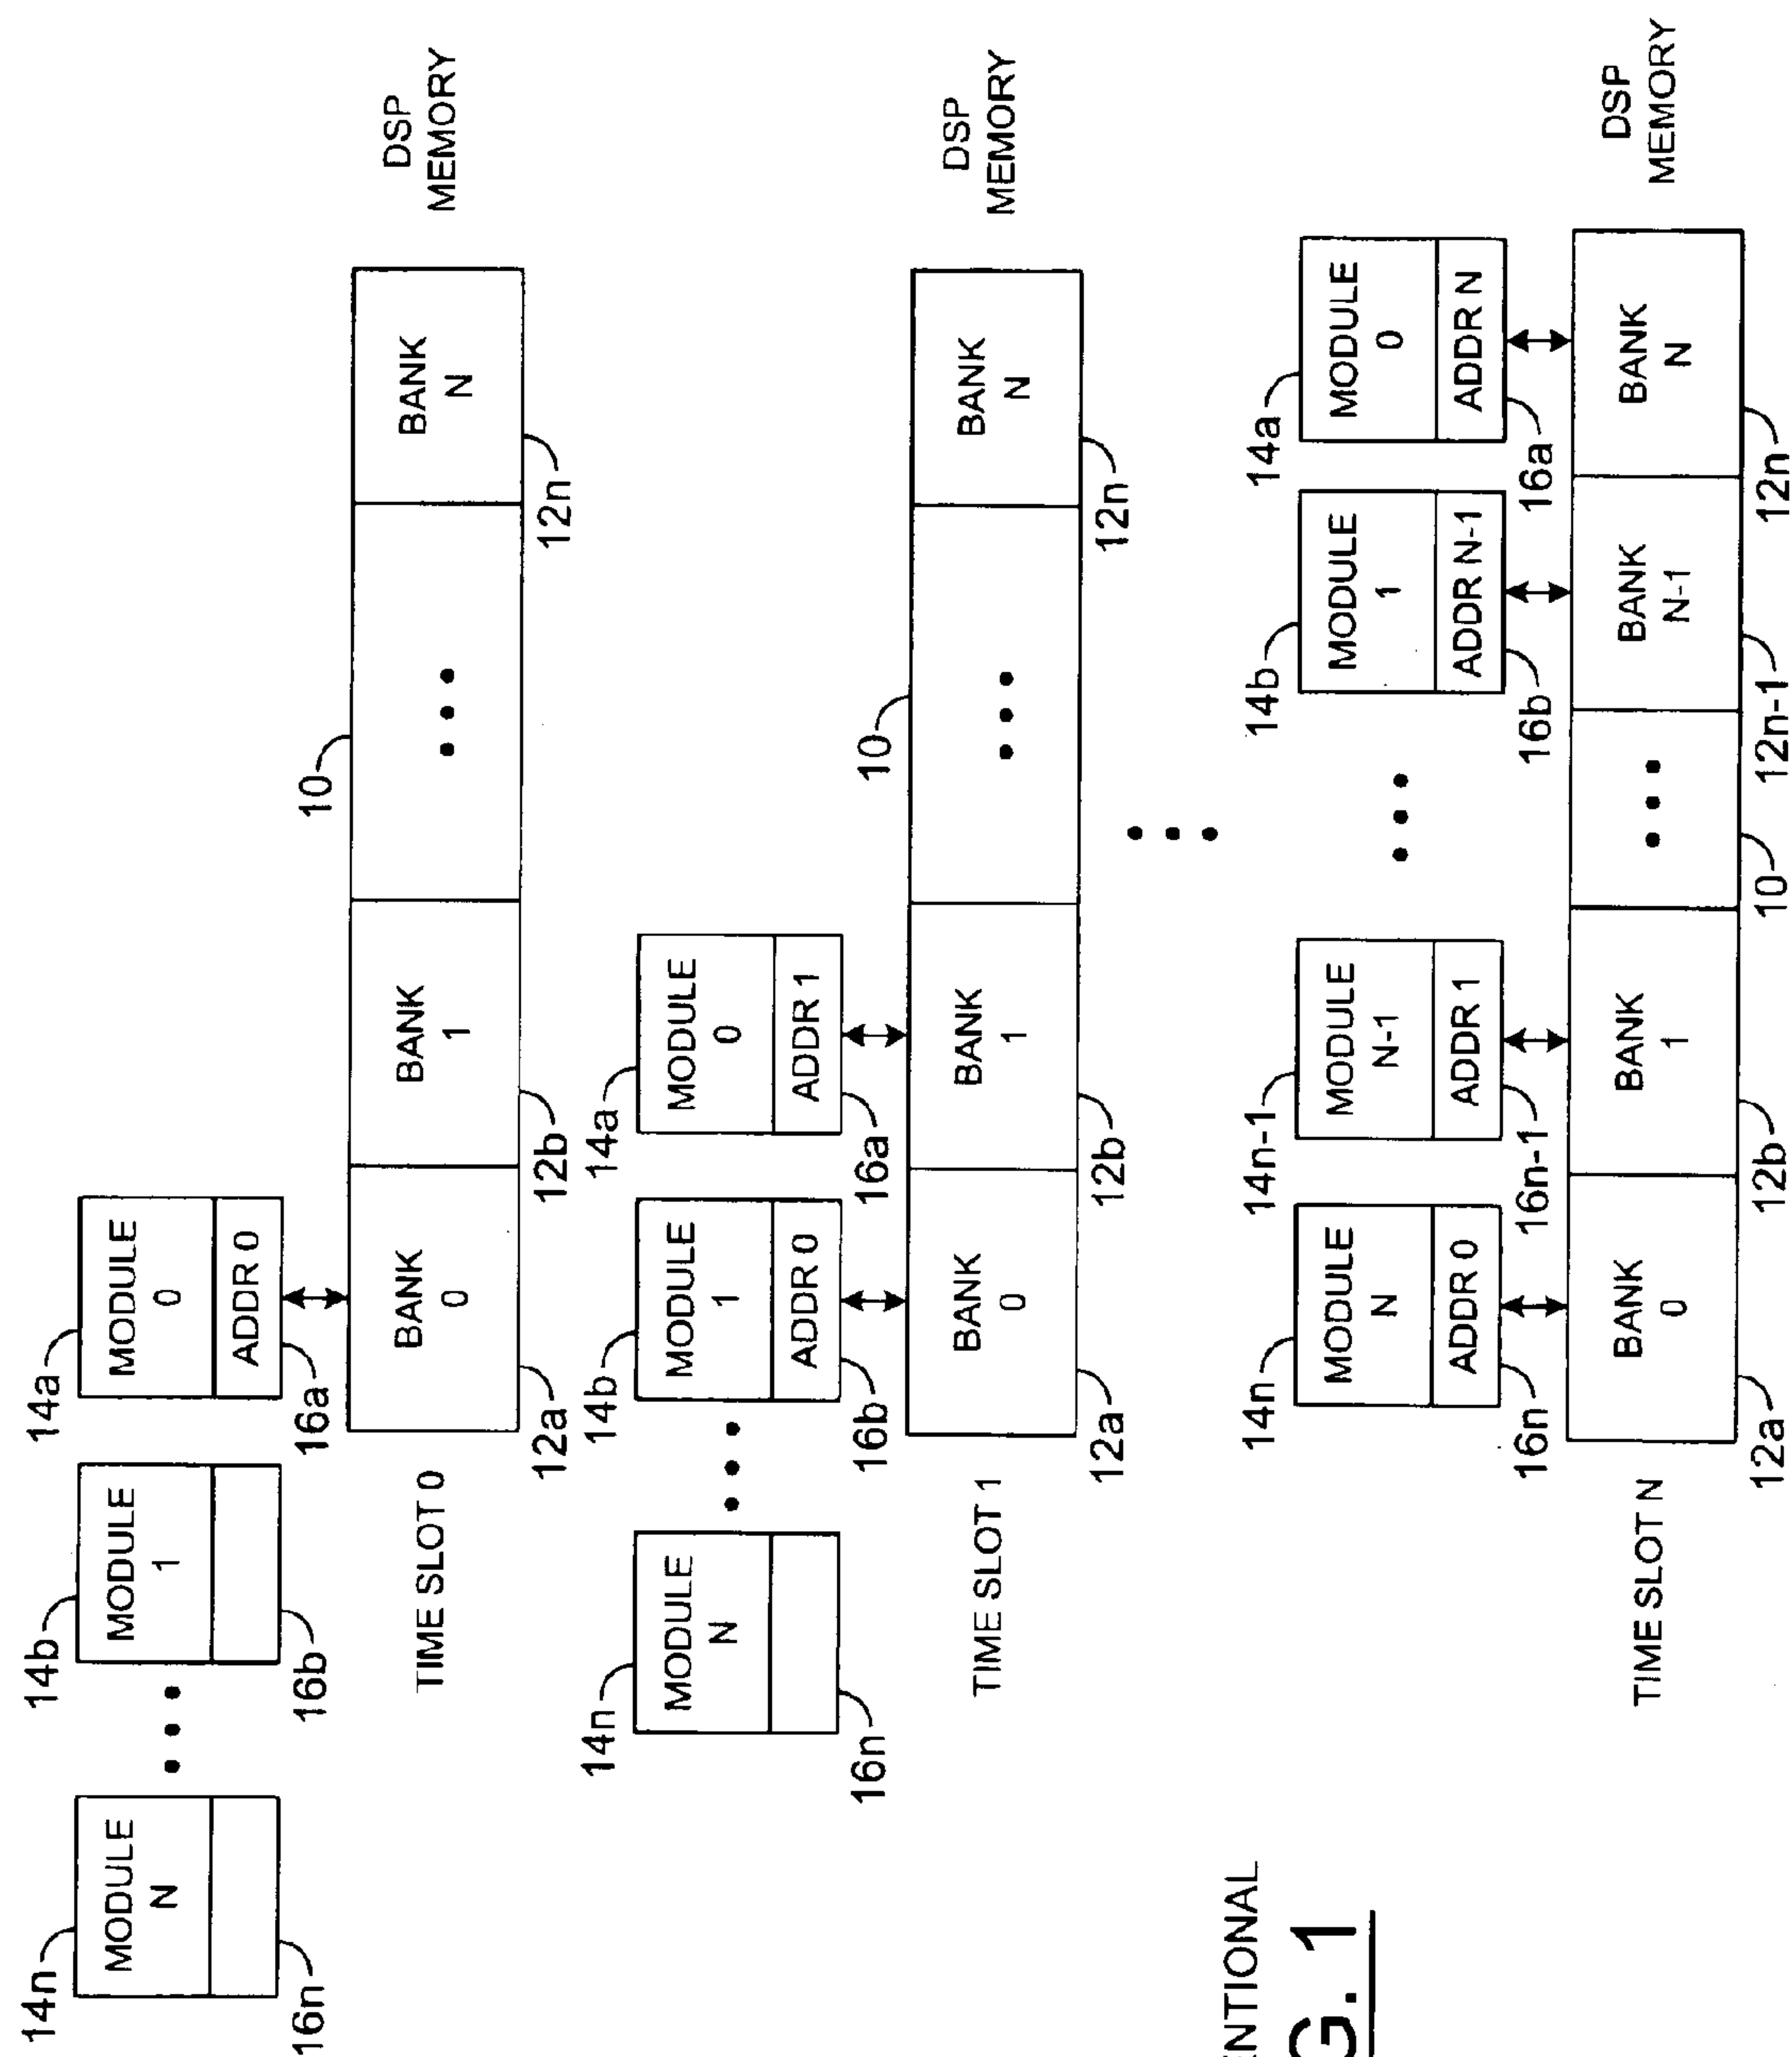 14n
14b
14a
MODULE
N
MODULE
1
MODULE
0
ADDR 0
16n
16b
16a
10
TIME SLOT 0
BANK
0
BANK
1
BANK
N
DSP
MEMORY
12a
12b
12n
14n
14b
14a
MODULE
N
MODULE
1
ADDR 0
MODULE
0
ADDR 1
16n
16b
16a
10
TIME SLOT 1
BANK
0
BANK
1
BANK
N
DSP
MEMORY
12a
12b
12n
ENTIONAL
G. 1
14n
14n-1
14b
14a
MODULE
N
ADDR 0
MODULE
N-1
ADDR 1
MODULE
1
ADDR N-1
MODULE
0
ADDR N
16n
16n-1
16b
16a
TIME SLOT N
BANK
0
BANK
1
BANK
N-1
BANK
N
DSP
MEMORY
12a
12b
10
12n-1
12n